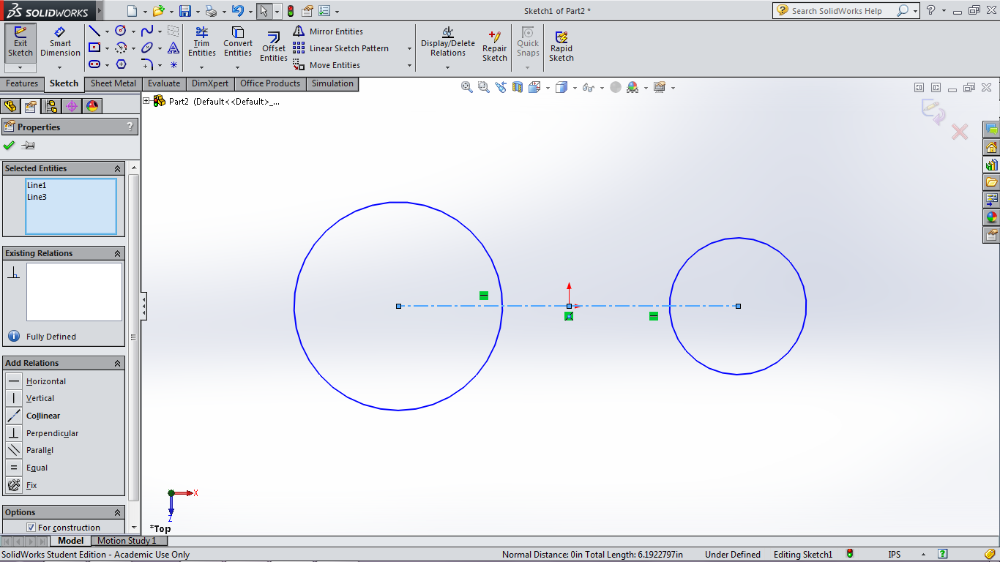 SOLIDWORKS
Sketch1 of Part2 *
Search SolidWorks Help
Exit Sketch
Smart Dimension
Trim Entities
Convert Entities
Offset Entities
Mirror Entities
Linear Sketch Pattern
Move Entities
Display/Delete Relations
Repair Sketch
Quick Snaps
Rapid Sketch
Features Sketch Sheet Metal Evaluate DimXpert Office Products Simulation
Part2 (Default<<Default>_...
Properties ?
Selected Entities
Line1
Line3
Existing Relations
Fully Defined
Add Relations
Horizontal
Vertical
Collinear
Perpendicular
Parallel
Equal
Fix
Options
For construction
X
Z
*Top
Model Motion Study 1
SolidWorks Student Edition - Academic Use Only
Normal Distance: 0in Total Length: 6.1922797in Under Defined Editing Sketch1 IPS